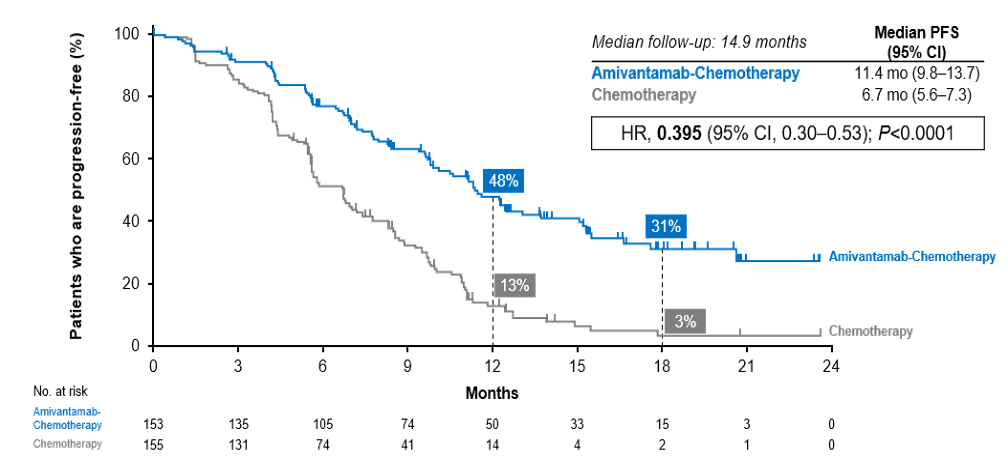 Patients who are progression-free (%)
100
80
60
40
20
0
Median follow-up: 14.9 months
Median PFS
(95% CI)
Amivantamab-Chemotherapy 11.4 mo (9.8–13.7)
Chemotherapy 6.7 mo (5.6–7.3)
HR, 0.395 (95% CI, 0.30–0.53); P<0.0001
48%
31%
13%
3%
Amivantamab-Chemotherapy
Chemotherapy
0 3 6 9 12 15 18 21 24
Months
No. at risk
Amivantamab-
Chemotherapy 153 135 105 74 50 33 15 3 0
Chemotherapy 155 131 74 41 14 4 2 1 0